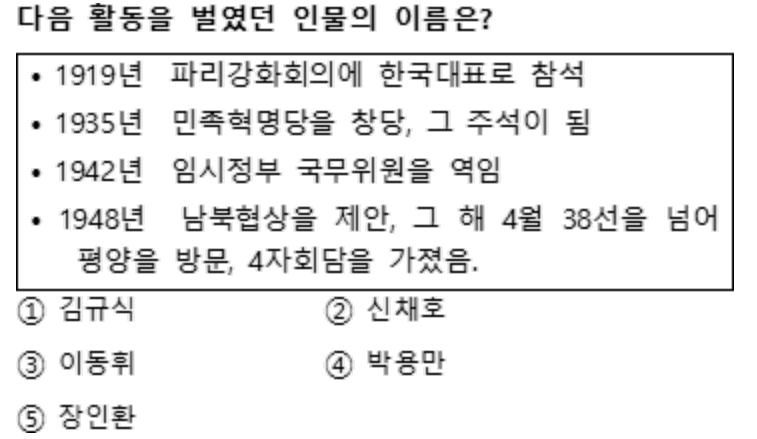 다음 활동을 벌였던 인물의 이름은?
• 1919년 파리강화회의에 한국대표로 참석
• 1935년 민족혁명당을 창당, 그 주석이 됨
• 1942년 임시정부 국무위원을 역임
• 1948년 남북협상을 제안, 그 해 4월 38선을 넘어
평양을 방문, 4자회담을 가졌음.
① 김규식 ② 신채호
③ 이동휘 ④ 박용만
⑤ 장인환